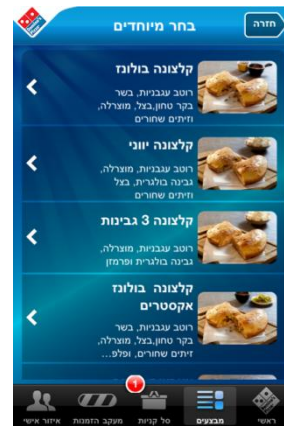 חזרה
בחר מיוחדים
קלצונה בולונז
רוטב עגבניות, בשר
בקר טחון,בצל, מוצרלה,
וזיתים שחורים
קלצונה יווני
רוטב עגבניות, מוצרלה,
גבינה בולגרית, בצל
וזיתים שחורים
קלצונה 3 גבינות
רוטב עגבניות, מוצרלה,
גבינה בולגרית ופרמזן
קלצונה בולונז
אקסטרים
רוטב עגבניות, בשר
בקר טחון,בצל, מוצרלה,
זיתים שחורים, ופלפ...
1
ראשי
מבצעים
סל קניות
מעקב הזמנות
איזור אישי